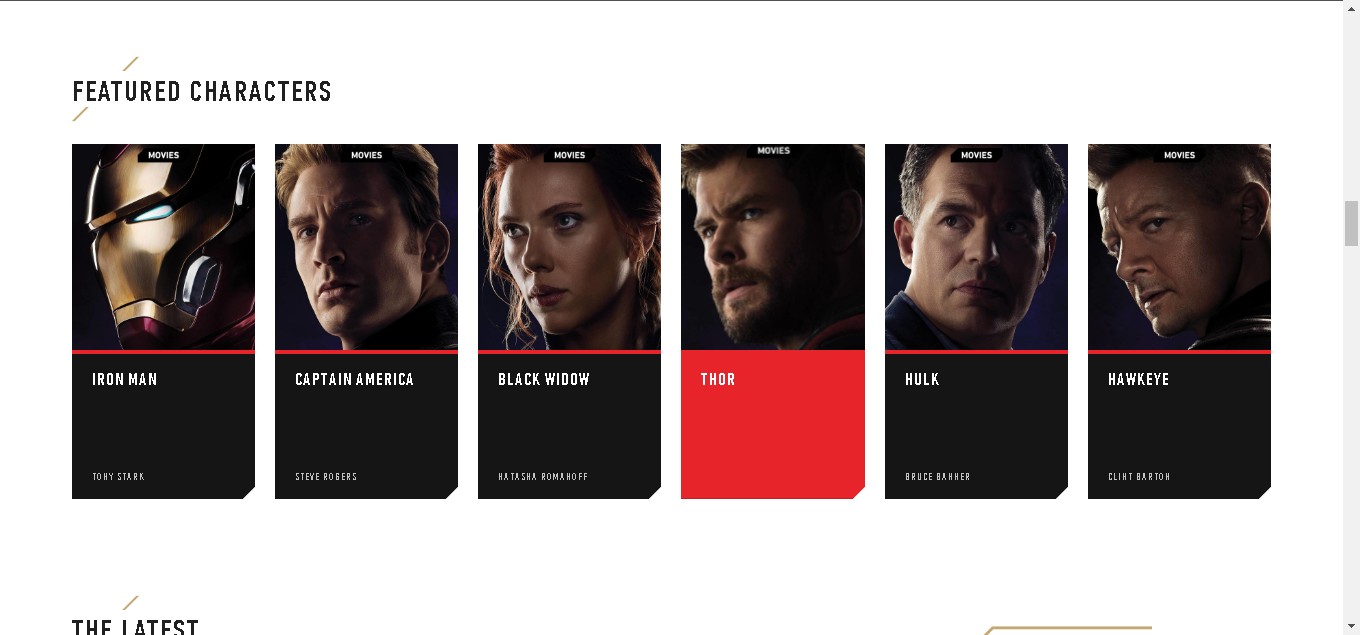 FEATURED CHARACTERS
MOVIES
MOVIES
MOVIES
MOVIES
MOVIES
MOVIES
IRON MAN
CAPTAIN AMERICA
BLACK WIDOW
THOR
HULK
HAWKEYE
TONY STARK
STEVE ROGERS
NATASHA ROMANOFF
BRUCE BANNER
CLINT BARTON
THE LATEST